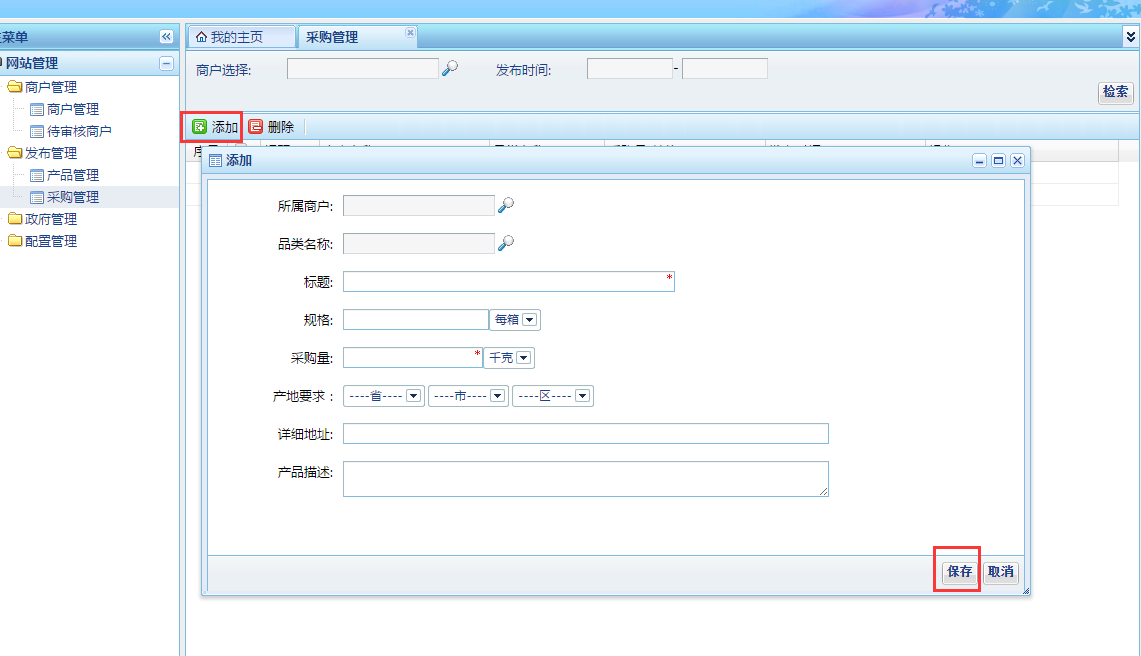 菜单
我的主页
采购管理
网站管理
商户管理
商户管理
待审核商户
发布管理
产品管理
采购管理
政府管理
配置管理
商户选择:
发布时间:
-
检索
添加
删除
添加
所属商户:
品类名称:
标题:
*
规格:
每箱
采购量:
*
千克
产地要求：
----省----
----市----
----区----
详细地址:
产品描述:
保存
取消